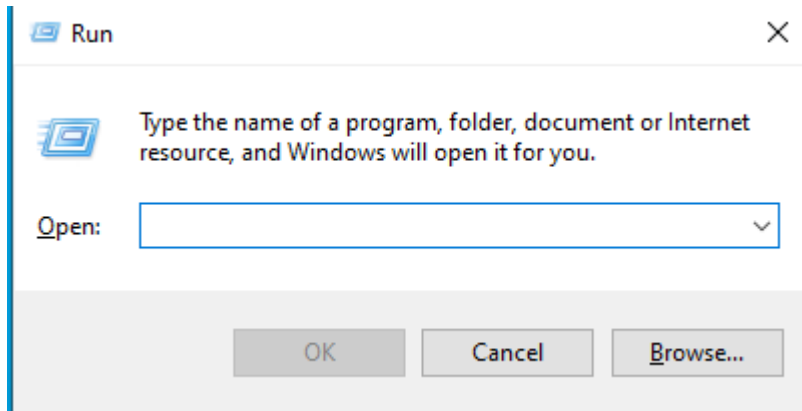 Run
Type the name of a program, folder, document or Internet
resource, and Windows will open it for you.
Open:
OK
Cancel
Browse...